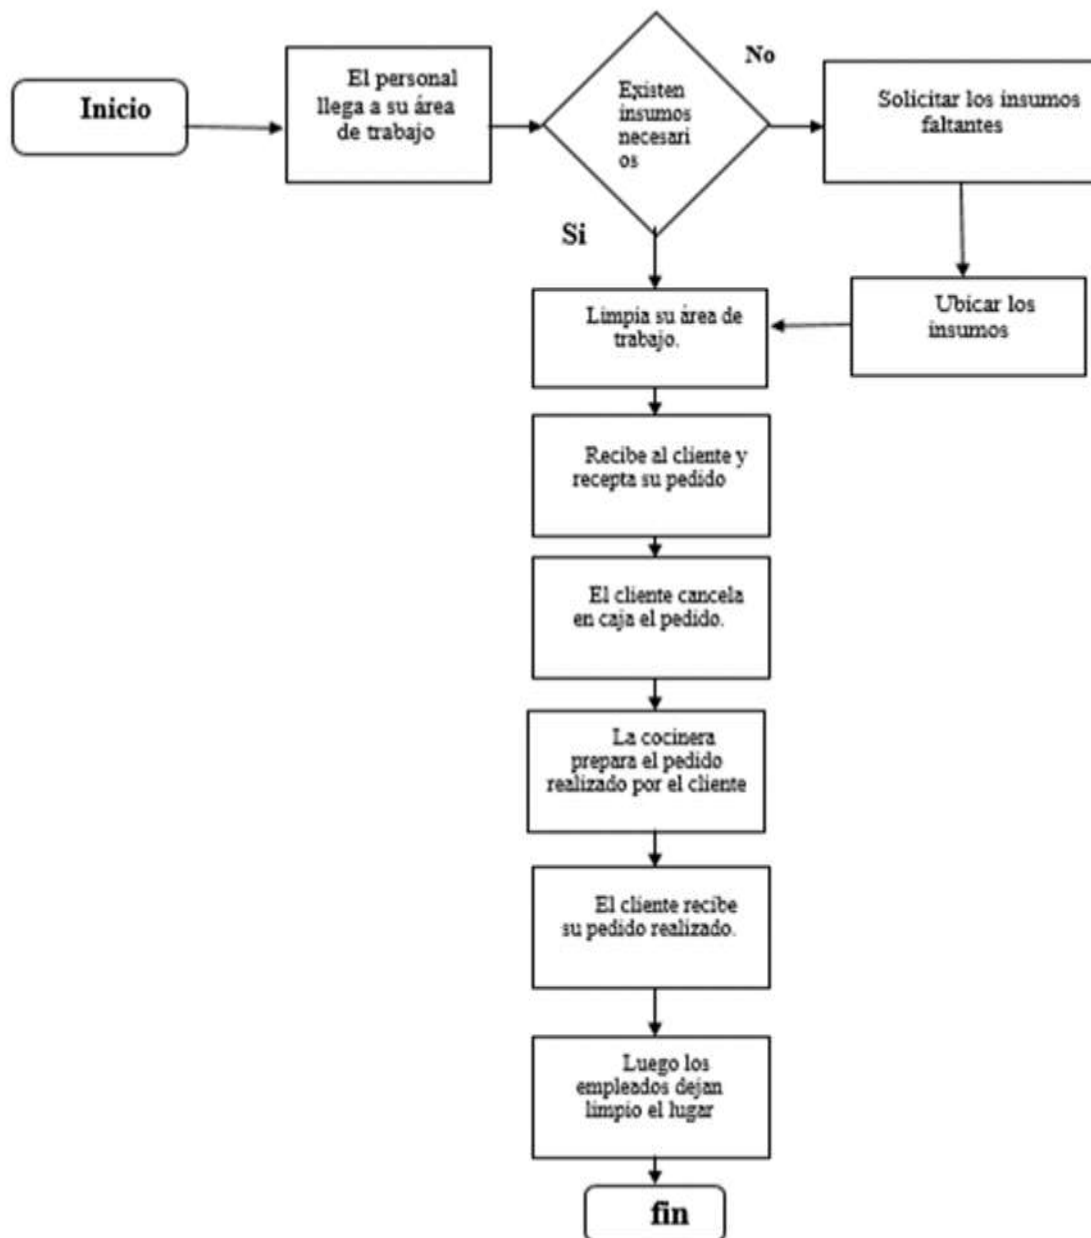 Inicio
El personal
llega a su área
de trabajo
Existen
insumos
necesari
os
No
Solicitar los insumos
faltantes
Si
Ubicar los
insumos
Limpia su área de
trabajo.
Recibe al cliente y
recepta su pedido
El cliente cancela
en caja el pedido.
La cocinera
prepara el pedido
realizado por el cliente
El cliente recibe
su pedido realizado.
Luego los
empleados dejan
limpio el lugar
fin